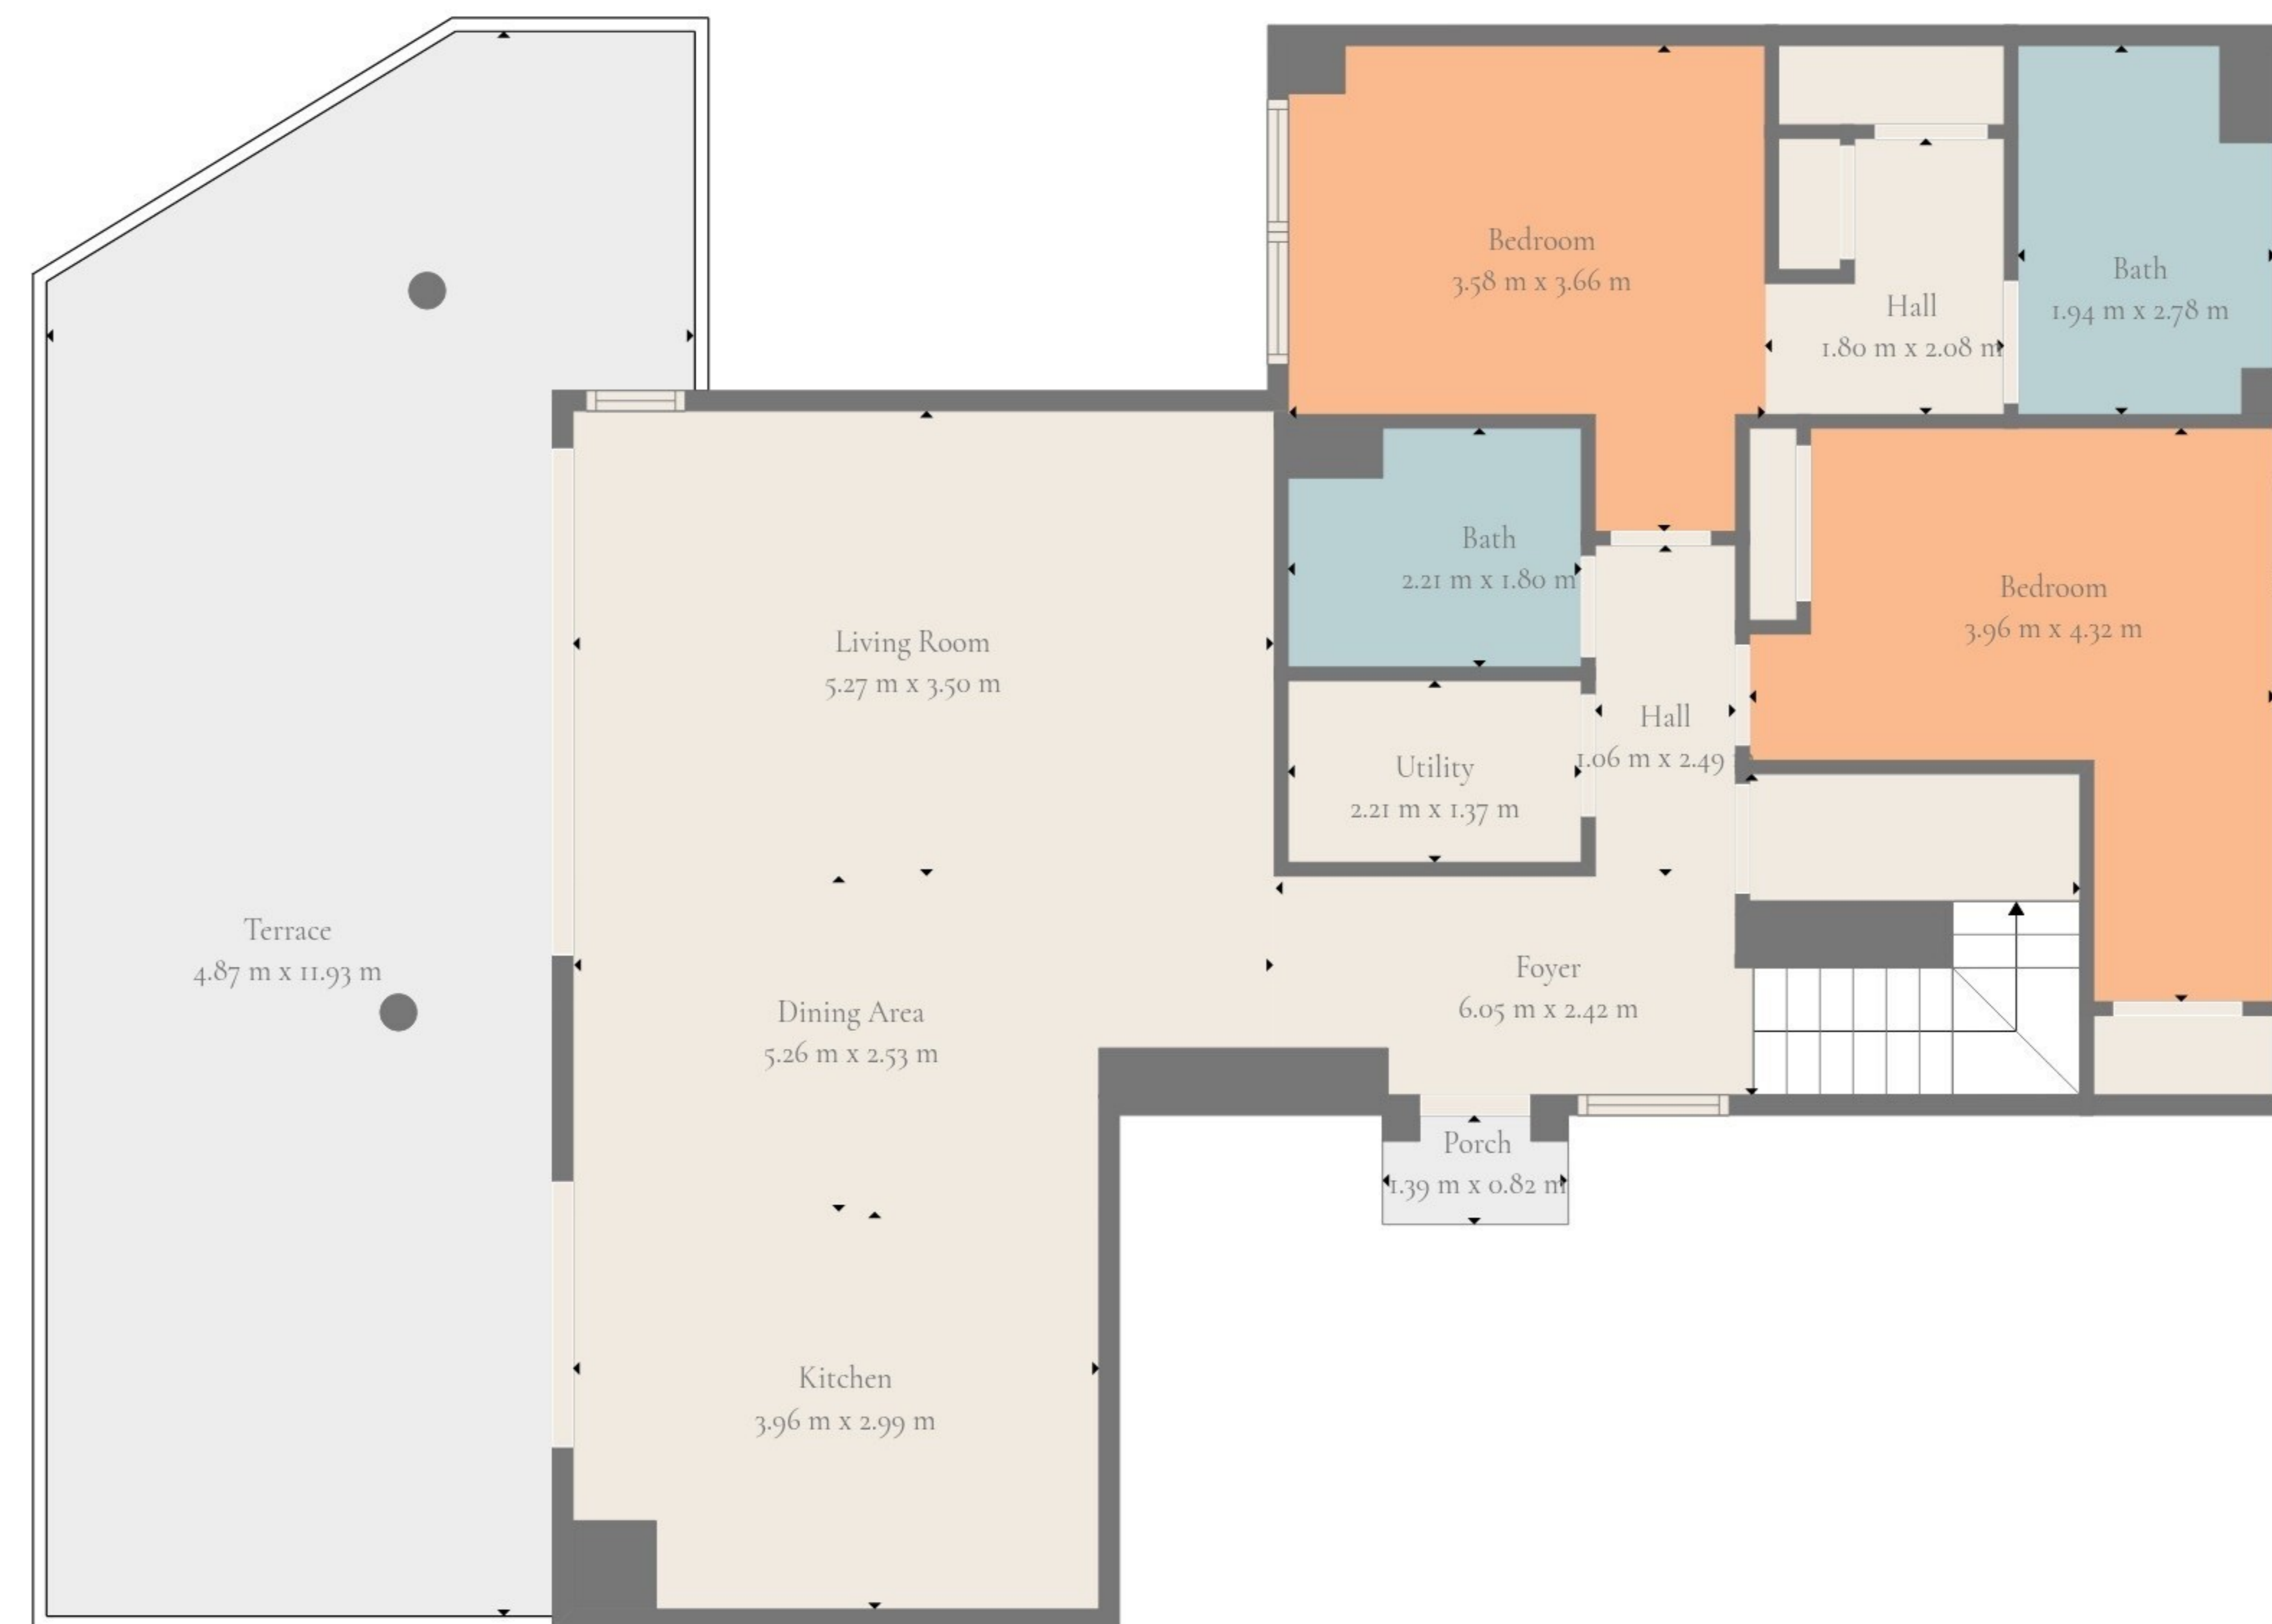 Bedroom
3.58 m x 3.66 m
Bath
1.94 m x 2.78 m
Hall
1.80 m x 2.08 m
Bath
2.21 m x 1.80 m
Bedroom
3.96 m x 4.32 m
Living Room
5.27 m x 3.50 m
Hall
1.06 m x 2.49
Utility
2.21 m x 1.37 m
Terrace
4.87 m x 11.93 m
Foyer
6.05 m x 2.42 m
Dining Area
5.26 m x 2.53 m
Porch
1.39 m x 0.82 m
Kitchen
3.96 m x 2.99 m